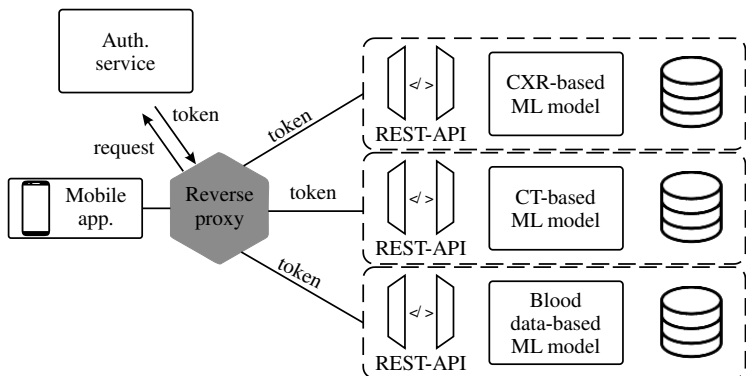 Auth.
service
token
request
Mobile
app.
Reverse
proxy
token
token
token
</>
REST-API
CXR-based
ML model
</>
REST-API
CT-based
ML model
</>
REST-API
Blood
data-based
ML model